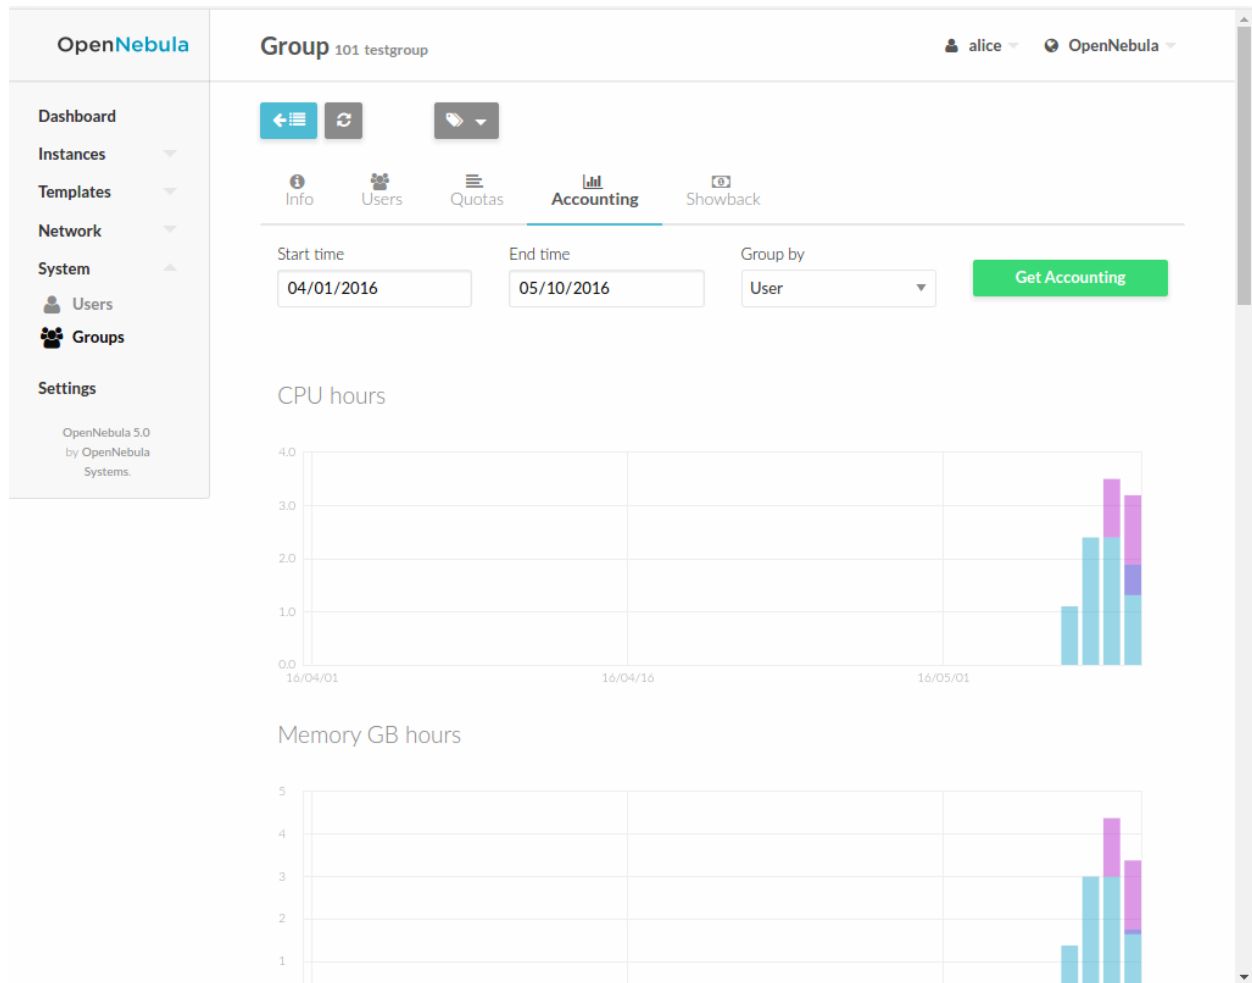 OpenNebula
Group 101 testgroup
alice
OpenNebula
Dashboard
Instances
Templates
Network
System
Users
Groups
Settings
OpenNebula 5.0
by OpenNebula
Systems.
Info
Users
Quotas
Accounting
Showback
Start time
End time
Group by
04/01/2016
05/10/2016
User
Get Accounting
CPU hours
4.0
3.0
2.0
1.0
0.0
16/04/01
16/04/16
16/05/01
Memory GB hours
5
4
3
2
1